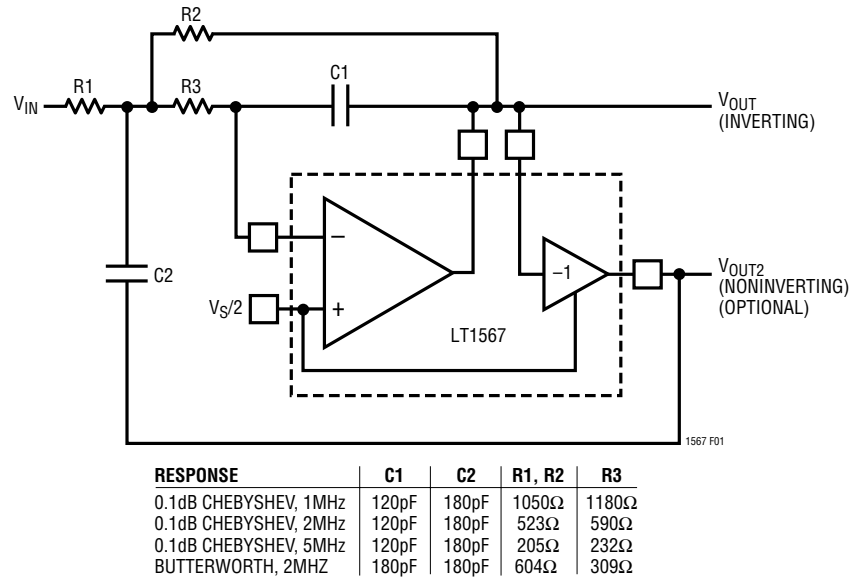 R2
R1
R3
C1
VIN
VOUT
(INVERTING)
–
–1
C2
VS/2
+
LT1567
VOUT2
(NONINVERTING)
(OPTIONAL)
1567 F01
RESPONSE C1 C2 R1, R2 R3
0.1dB CHEBYSHEV, 1MHz 120pF 180pF 1050Ω 1180Ω
0.1dB CHEBYSHEV, 2MHz 120pF 180pF 523Ω 590Ω
0.1dB CHEBYSHEV, 5MHz 120pF 180pF 205Ω 232Ω
BUTTERWORTH, 2MHZ 180pF 180pF 604Ω 309Ω